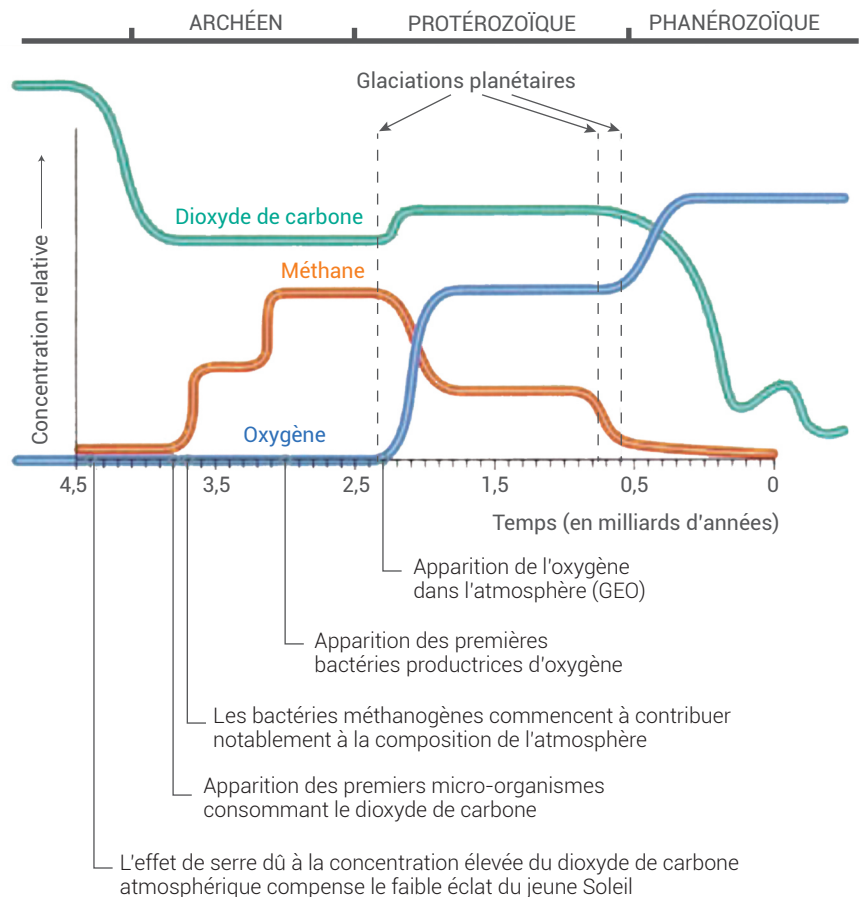 ARCHÉEN PROTÉROZOÏQUE PHANÉROZOÏQUE
Glaciations planétaires
Concentration relative
Dioxyde de carbone
Méthane
Oxygène
4,5 3,5 2,5 1,5 0,5 0
Temps (en milliards d'années)
Apparition de l'oxygène
dans l'atmosphère (GEO)
Apparition des premières
bactéries productrices d'oxygène
Les bactéries méthanogènes commencent à contribuer
notablement à la composition de l'atmosphère
Apparition des premiers micro-organismes
consommant le dioxyde de carbone
L'effet de serre dû à la concentration élevée du dioxyde de carbone
atmosphérique compense le faible éclat du jeune Soleil